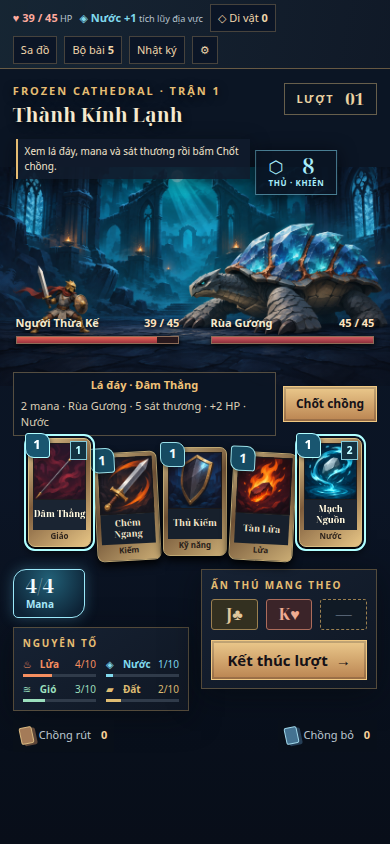 ♥ 39 / 45 HP ◈ Nước +1 tích lũy địa vực ◇ Di vật 0
Sa đồ Bộ bài 5 Nhật ký ⚙
FROZEN CATHEDRAL · TRẬN 1
Thành Kính Lạnh
LƯỢT 01
Xem lá đáy, mana và sát thương rồi bấm Chốt chồng.
⬡ 8
THỦ · KHIÊN
Người Thừa Kế 39 / 45
Rùa Gương 45 / 45
Lá đáy · Đâm Thẳng
2 mana · Rùa Gương · 5 sát thương · +2 HP ·
Nước
Chốt chồng
1 1
Đâm Thẳng
Giáo
1
Chém
Ngang
Kiếm
1
Thủ Kiếm
Kỹ năng
1
Tàn Lửa
Lửa
1 2
Mạch
Nguồn
Nước
4/4
Mana
ẤN THÚ MANG THEO
J♣ K♥ —
Kết thúc lượt →
NGUYÊN TỐ
♨ Lửa 4/10 ◈ Nước 1/10
≋ Gió 3/10 ▰ Đất 2/10
Chồng rút 0
Chồng bỏ 0